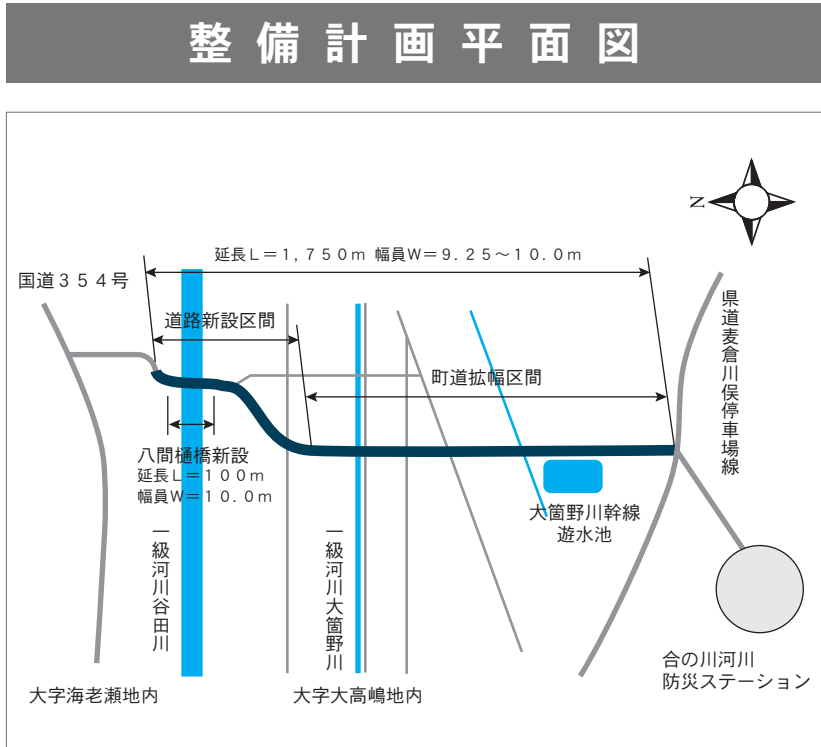 整備計画平面図
N
延長L=1,750m 幅員W=9.25~10.0m
国道354号
道路新設区間
町道拡幅区間
県道麦倉川俣停車場線
八間樋橋新設
延長L=100m
幅員W=10.0m
大箇野川幹線
遊水池
一級河川谷田川
一級河川大箇野川
合の川河川
防災ステーション
大字海老瀬地内
大字大高嶋地内